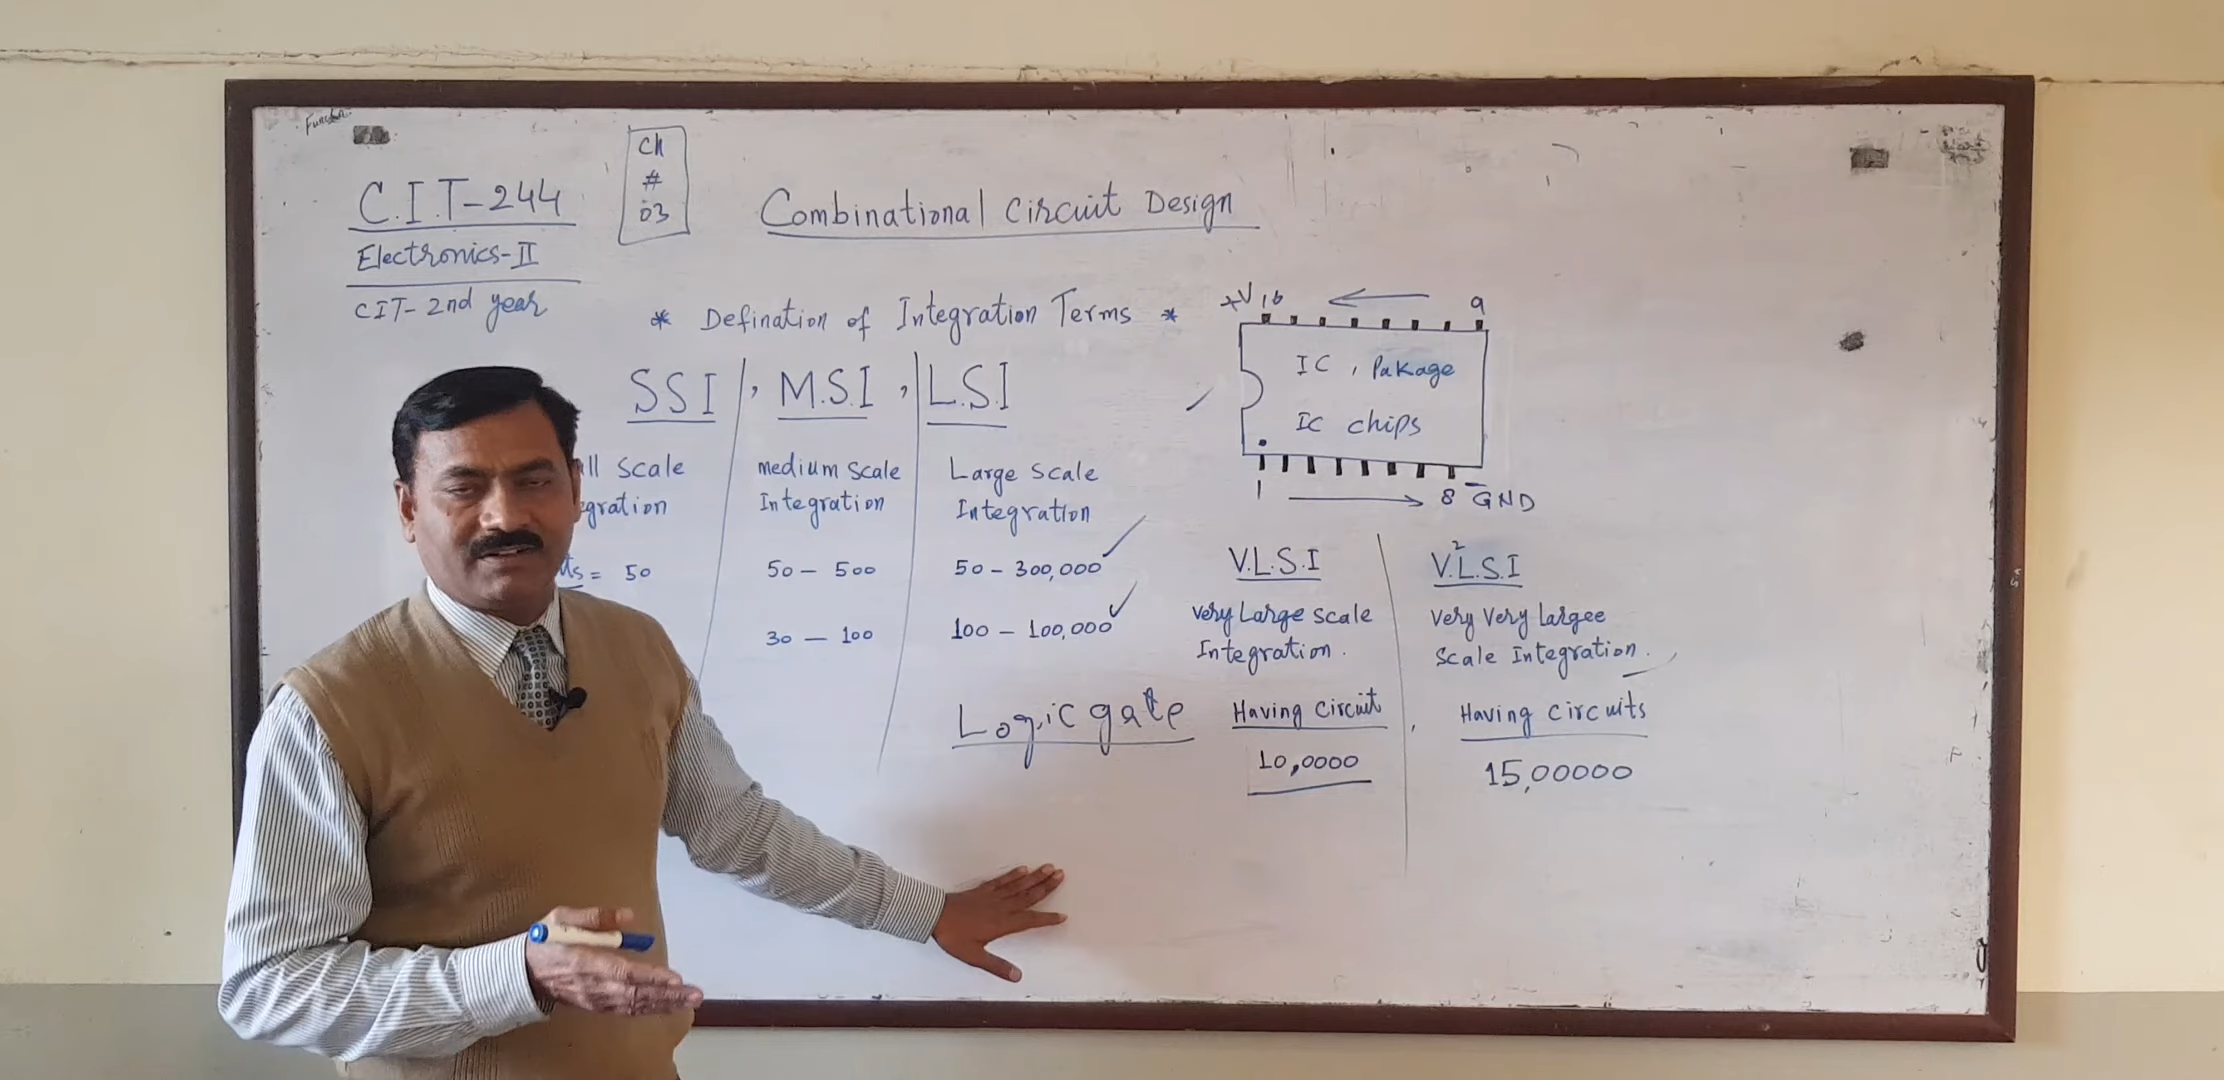 C.I.T-244
Electronics-II
CIT- 2nd year
Ch
#
03
Combinational Circuit Design
* Defination of Integration Terms *
SSI , M.S.I , L.S.I
ll Scale
gration
ts = 50
medium Scale
Integration
50 – 500
30 – 100
Large Scale
Integration
50 – 300,000 ✓
100 – 100,000 ✓
Logic gate
+V 16 ← 9
IC , Pakage
IC chips
1 → 8 GND
V.L.S.I
very Large Scale
Integration.
Having Circuit
10,0000
V²L.S.I
Very Very Largee
Scale Integration.
Having Circuits
15,00000